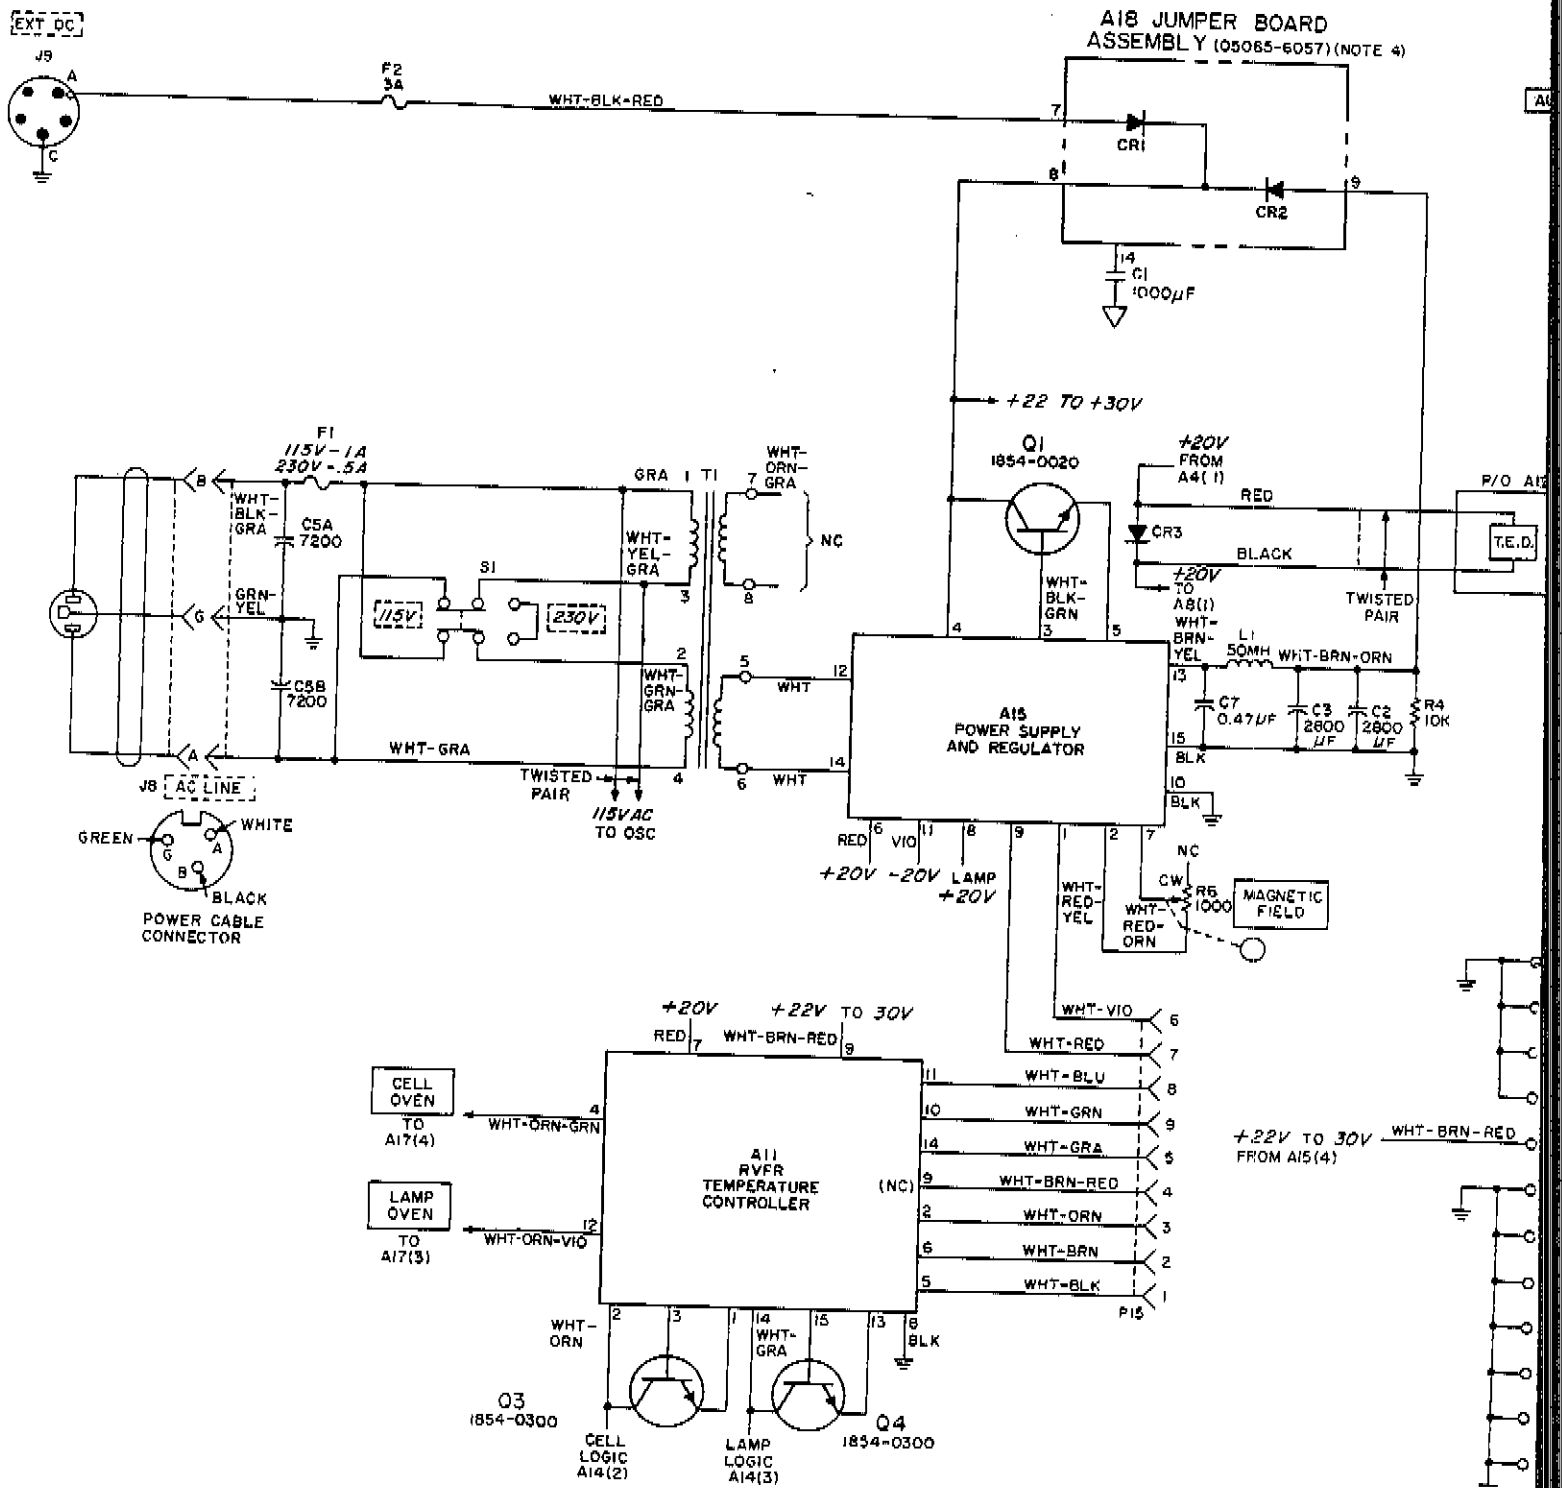 EXT DC
J9
A
C
F2
3A
WHT-BLK-RED
A18 JUMPER BOARD
ASSEMBLY (05065-6057)(NOTE 4)
7
CR1
8
CR2
9
14
C1
1000µF
+22 TO +30V
Q1
1854-0020
+20V
FROM
A4(1)
RED
CR3
BLACK
+20V
TO
A8(1)
TWISTED
PAIR
P/O
T.E.D.
F1
115V-1A
230V-.5A
B
WHT-
BLK-
GRA
C5A
7200
GRN-
YEL
G
C5B
7200
A
J8
AC LINE
WHT-GRA
S1
115V
230V
GRA
1
T1
WHT-
YEL-
GRA
3
2
WHT-
GRN-
GRA
4
WHT-
ORN-
GRA
7
8
NC
5
WHT
12
6
WHT
14
TWISTED
PAIR
115VAC
TO OSC
GREEN
WHITE
G
A
B
BLACK
POWER CABLE
CONNECTOR
WHT-
BLK-
GRN
4
3
5
A15
POWER SUPPLY
AND REGULATOR
WHT-
BRN-
YEL
13
L1
50MH
WHT-BRN-ORN
C7
0.47UF
C3
2800
µF
C2
2800
µF
R4
10K
15
BLK
10
BLK
RED
6
VIO
11
8
9
1
2
7
+20V
-20V
LAMP
+20V
WHT-
RED-
YEL
WHT-
RED-
ORN
NC
CW
R6
1000
MAGNETIC
FIELD
+20V
RED
7
+22V TO 30V
WHT-BRN-RED
9
WHT-VIO
6
WHT-RED
7
11
WHT-BLU
8
10
WHT-GRN
9
14
WHT-GRA
5
(NC)
9
WHT-BRN-RED
4
2
WHT-ORN
3
6
WHT-BRN
2
5
WHT-BLK
1
P15
CELL
OVEN
TO
A17(4)
4
WHT-ORN-GRN
LAMP
OVEN
TO
A17(3)
12
WHT-ORN-VIO
A11
RVFR
TEMPERATURE
CONTROLLER
2
WHT-
ORN
3
1
14
WHT-
GRA
15
13
8
BLK
Q3
1854-0300
CELL
LOGIC
A14(2)
LAMP
LOGIC
A14(3)
Q4
1854-0300
+22V TO 30V
FROM A15(4)
WHT-BRN-RED